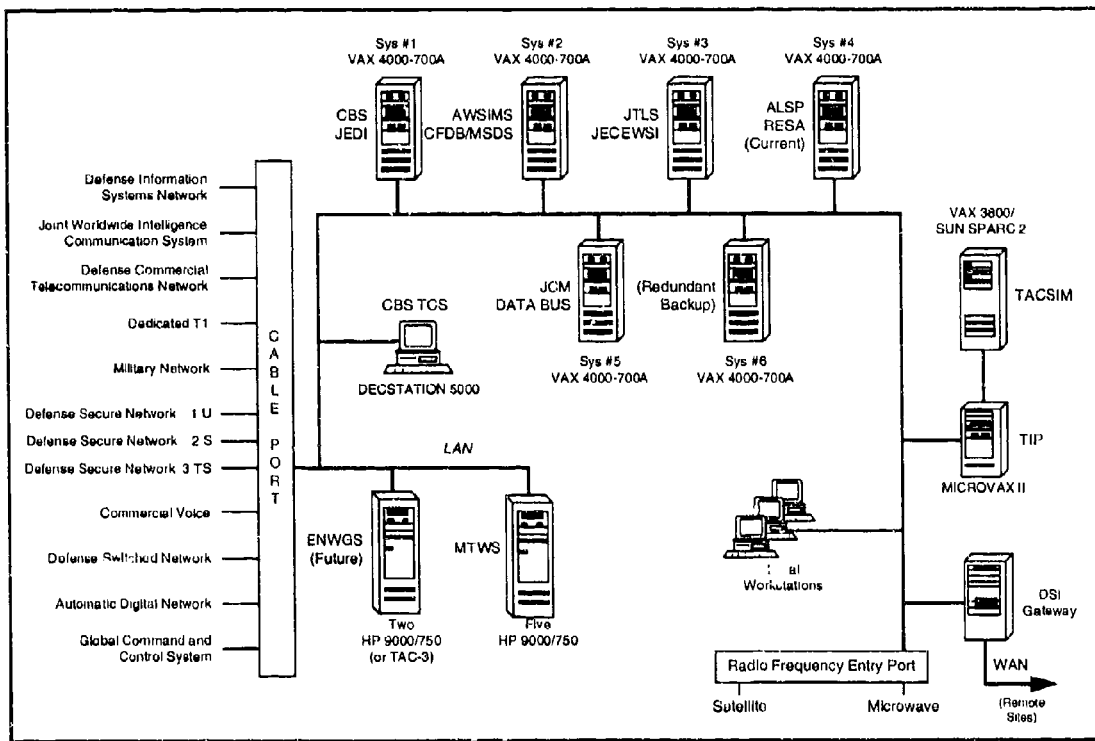 Sys #1
VAX 4000-700A
Sys #2
VAX 4000-700A
Sys #3
VAX 4000-700A
Sys #4
VAX 4000-700A
CBS
JEDI
AWSIMS
CFDB/MSDS
JTLS
JECEWSI
ALSP
RESA
(Current)
Defense Information
Systems Network
Joint Worldwide Intelligence
Communication System
Defense Commercial
Telecommunications Network
Dedicated T1
Military Network
Defense Secure Network 1 U
Defense Secure Network 2 S
Defense Secure Network 3 TS
Commercial Voice
Defense Switched Network
Automatic Digital Network
Global Command and
Control System
CABLE PORT
JCM
DATA BUS
(Redundant
Backup)
Sys #5
VAX 4000-700A
Sys #6
VAX 4000-700A
VAX 3800/
SUN SPARC 2
TACSIM
CBS TCS
DECSTATION 5000
TIP
MICROVAX II
LAN
ENWGS
(Future)
MTWS
Two
HP 9000/750
(or TAC-3)
Five
HP 9000/750
al
Workstations
DSI
Gateway
Radio Frequency Entry Port
Satellite
Microwave
WAN
(Remote
Sites)